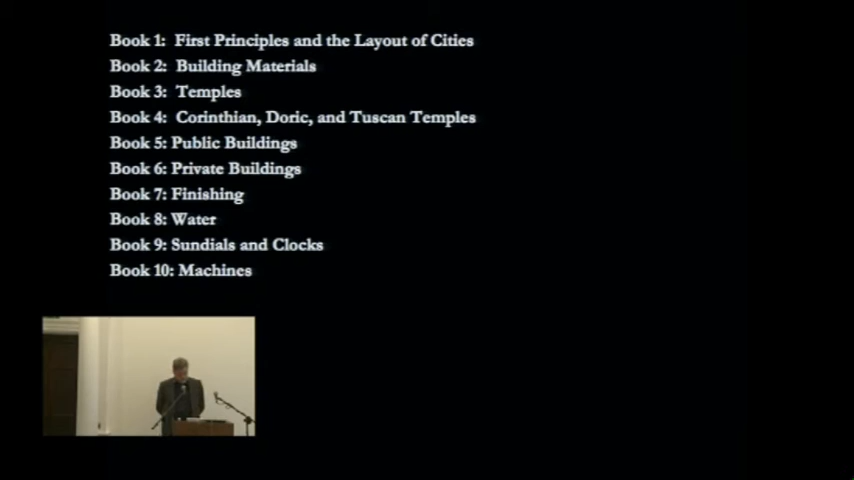 Book 1: First Principles and the Layout of Cities
Book 2: Building Materials
Book 3: Temples
Book 4: Corinthian, Doric, and Tuscan Temples
Book 5: Public Buildings
Book 6: Private Buildings
Book 7: Finishing
Book 8: Water
Book 9: Sundials and Clocks
Book 10: Machines